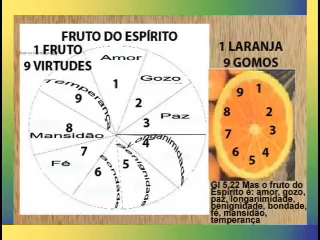 FRUTO DO ESPÍRITO
1 FRUTO
9 VIRTUDES
Amor
Gozo
Paz
Longanimidade
Benignidade
Bondade
Fé
Mansidão
Temperança
1
2
3
4
5
6
7
8
9
1 LARANJA
9 GOMOS
1
2
3
4
5
6
7
8
9
Gl 5,22 Mas o fruto do
Espírito é: amor, gozo,
paz, longanimidade,
benignidade, bondade,
fé, mansidão,
temperança